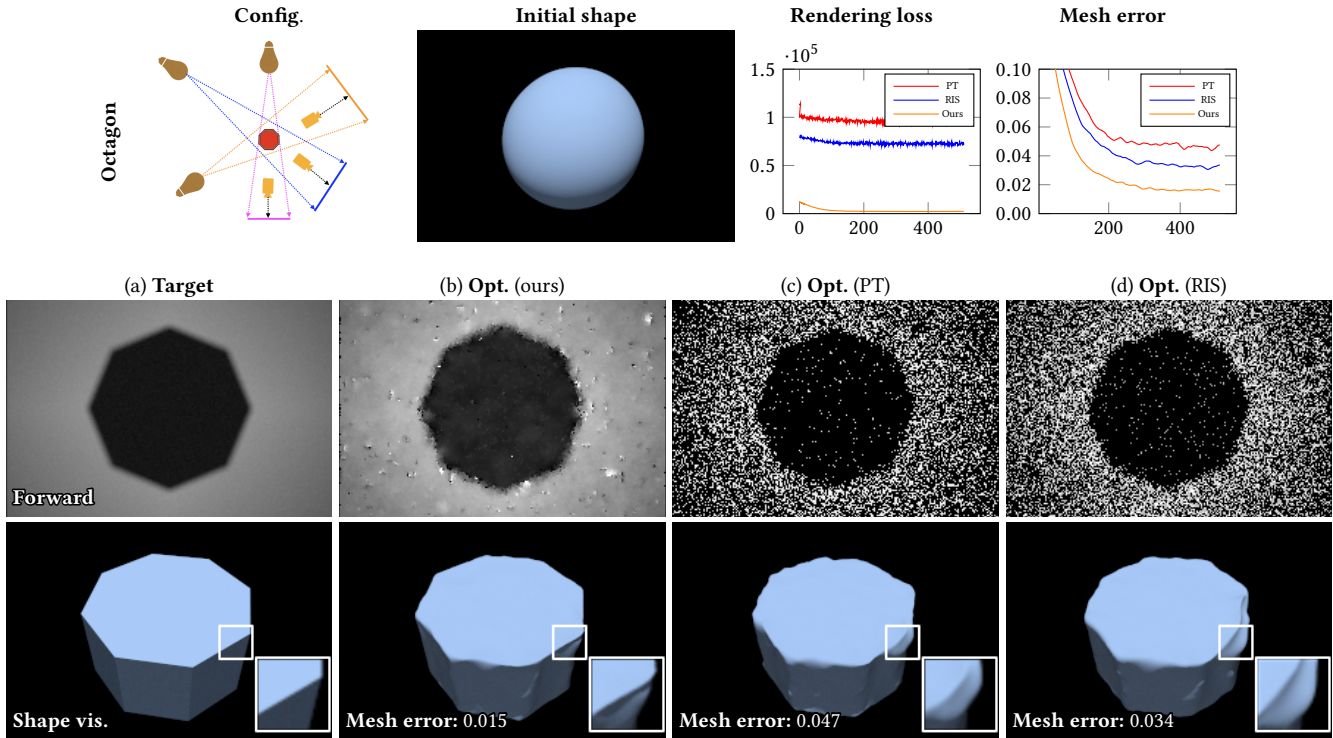 Config.
Initial shape
Rendering loss
Mesh error
Octagon
·10⁵
1.5
1
0.5
0
0
200
400
PT
RIS
Ours
0.10
0.08
0.06
0.04
0.02
0.00
200
400
PT
RIS
Ours
(a) Target
(b) Opt. (ours)
(c) Opt. (PT)
(d) Opt. (RIS)
Forward
Shape vis.
Mesh error: 0.015
Mesh error: 0.047
Mesh error: 0.034